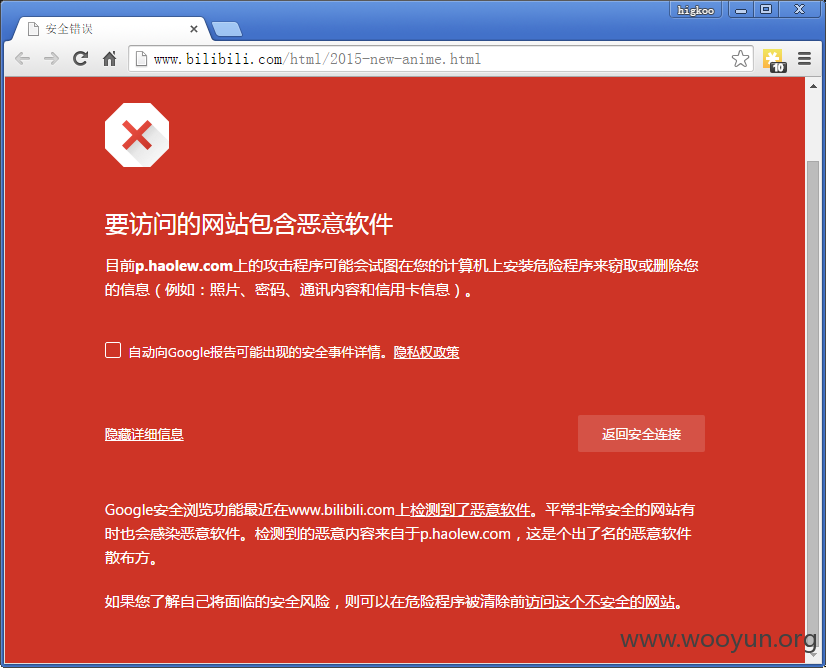 higkoo
安全错误
www.bilibili.com/html/2015-new-anime.html
10
要访问的网站包含恶意软件
目前p.haolew.com上的攻击程序可能会试图在您的计算机上安装危险程序来窃取或删除您
的信息（例如：照片、密码、通讯内容和信用卡信息）。
自动向Google报告可能出现的安全事件详情。隐私权政策
隐藏详细信息
返回安全连接
Google安全浏览功能最近在www.bilibili.com上检测到了恶意软件。平常非常安全的网站有
时也会感染恶意软件。检测到的恶意内容来自于p.haolew.com，这是个出了名的恶意软件
散布方。
如果您了解自己将面临的安全风险，则可以在危险程序被清除前访问这个不安全的网站。
www.wooyun.org